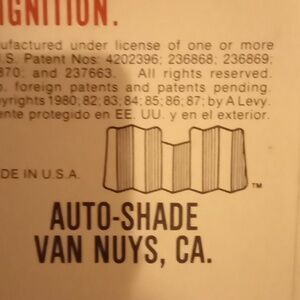 IGNITION.
ufactured under license of one or more
.S. Patent Nos: 4202396; 236868; 236869;
870; and 237663. All rights reserved.
. foreign patents and patents pending.
yrights 1980; 82; 83; 84; 85; 86; 87; by A Levy.
ente protegido en EE. UU. y en el exterior.
DE IN U.S.A.
TM
AUTO-SHADE
VAN NUYS, CA.